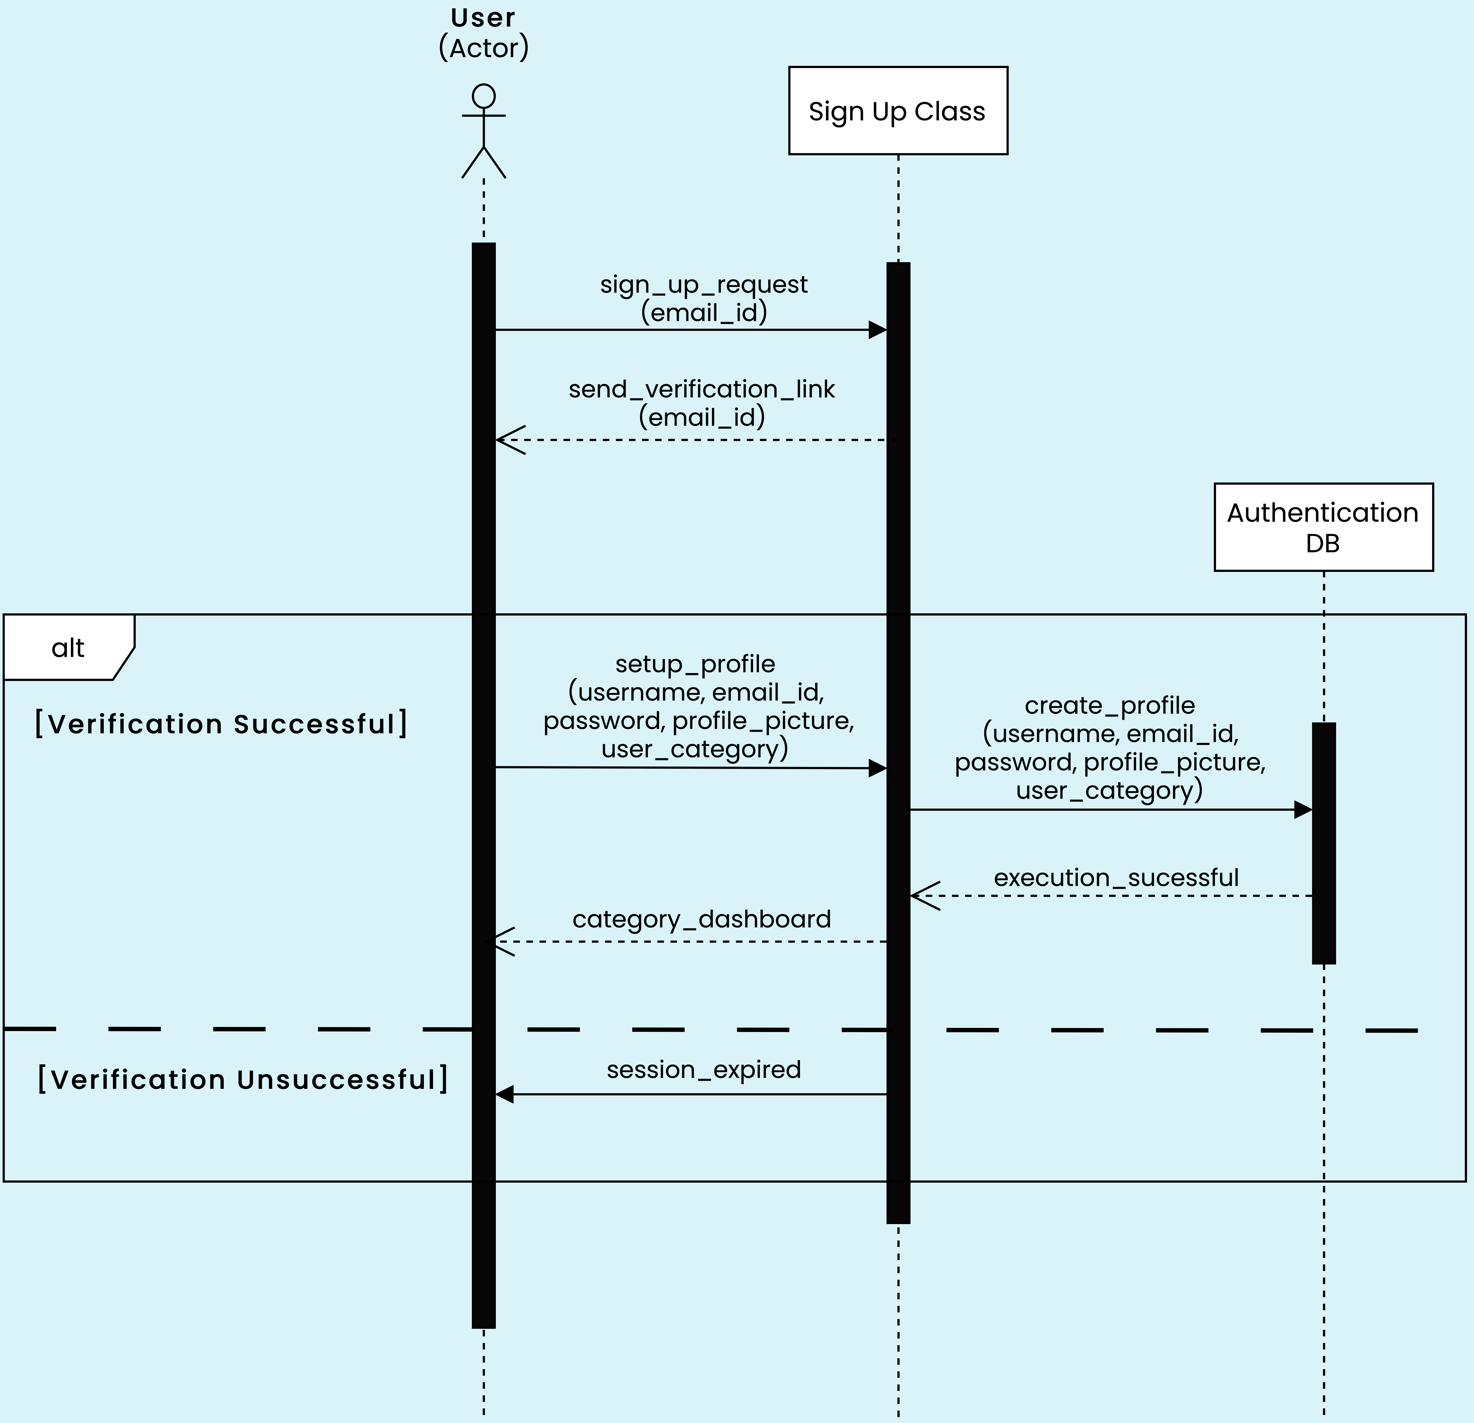 User
(Actor)
Sign Up Class
sign_up_request
(email_id)
send_verification_link
(email_id)
Authentication
DB
alt
[Verification Successful]
setup_profile
(username, email_id,
password, profile_picture,
user_category)
create_profile
(username, email_id,
password, profile_picture,
user_category)
execution_sucessful
category_dashboard
[Verification Unsuccessful]
session_expired